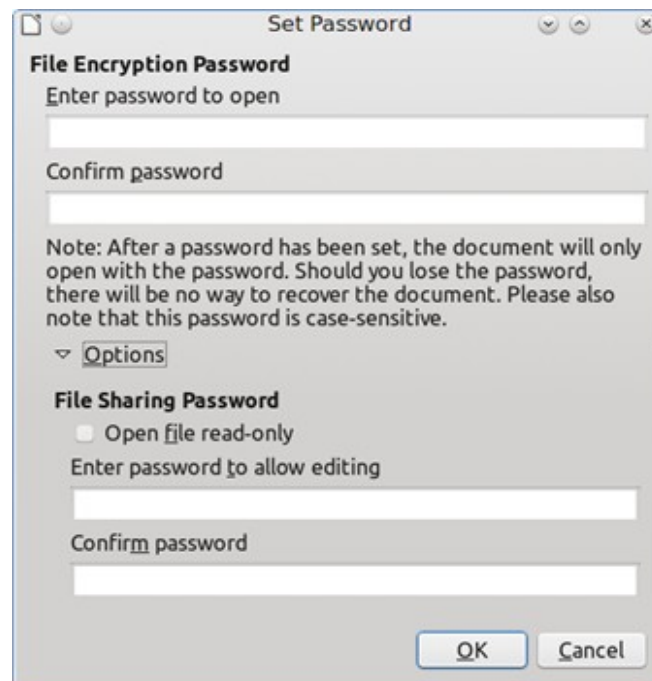 Set Password
File Encryption Password
Enter password to open
Confirm password
Note: After a password has been set, the document will only
open with the password. Should you lose the password,
there will be no way to recover the document. Please also
note that this password is case-sensitive.
Options
File Sharing Password
Open file read-only
Enter password to allow editing
Confirm password
OK Cancel